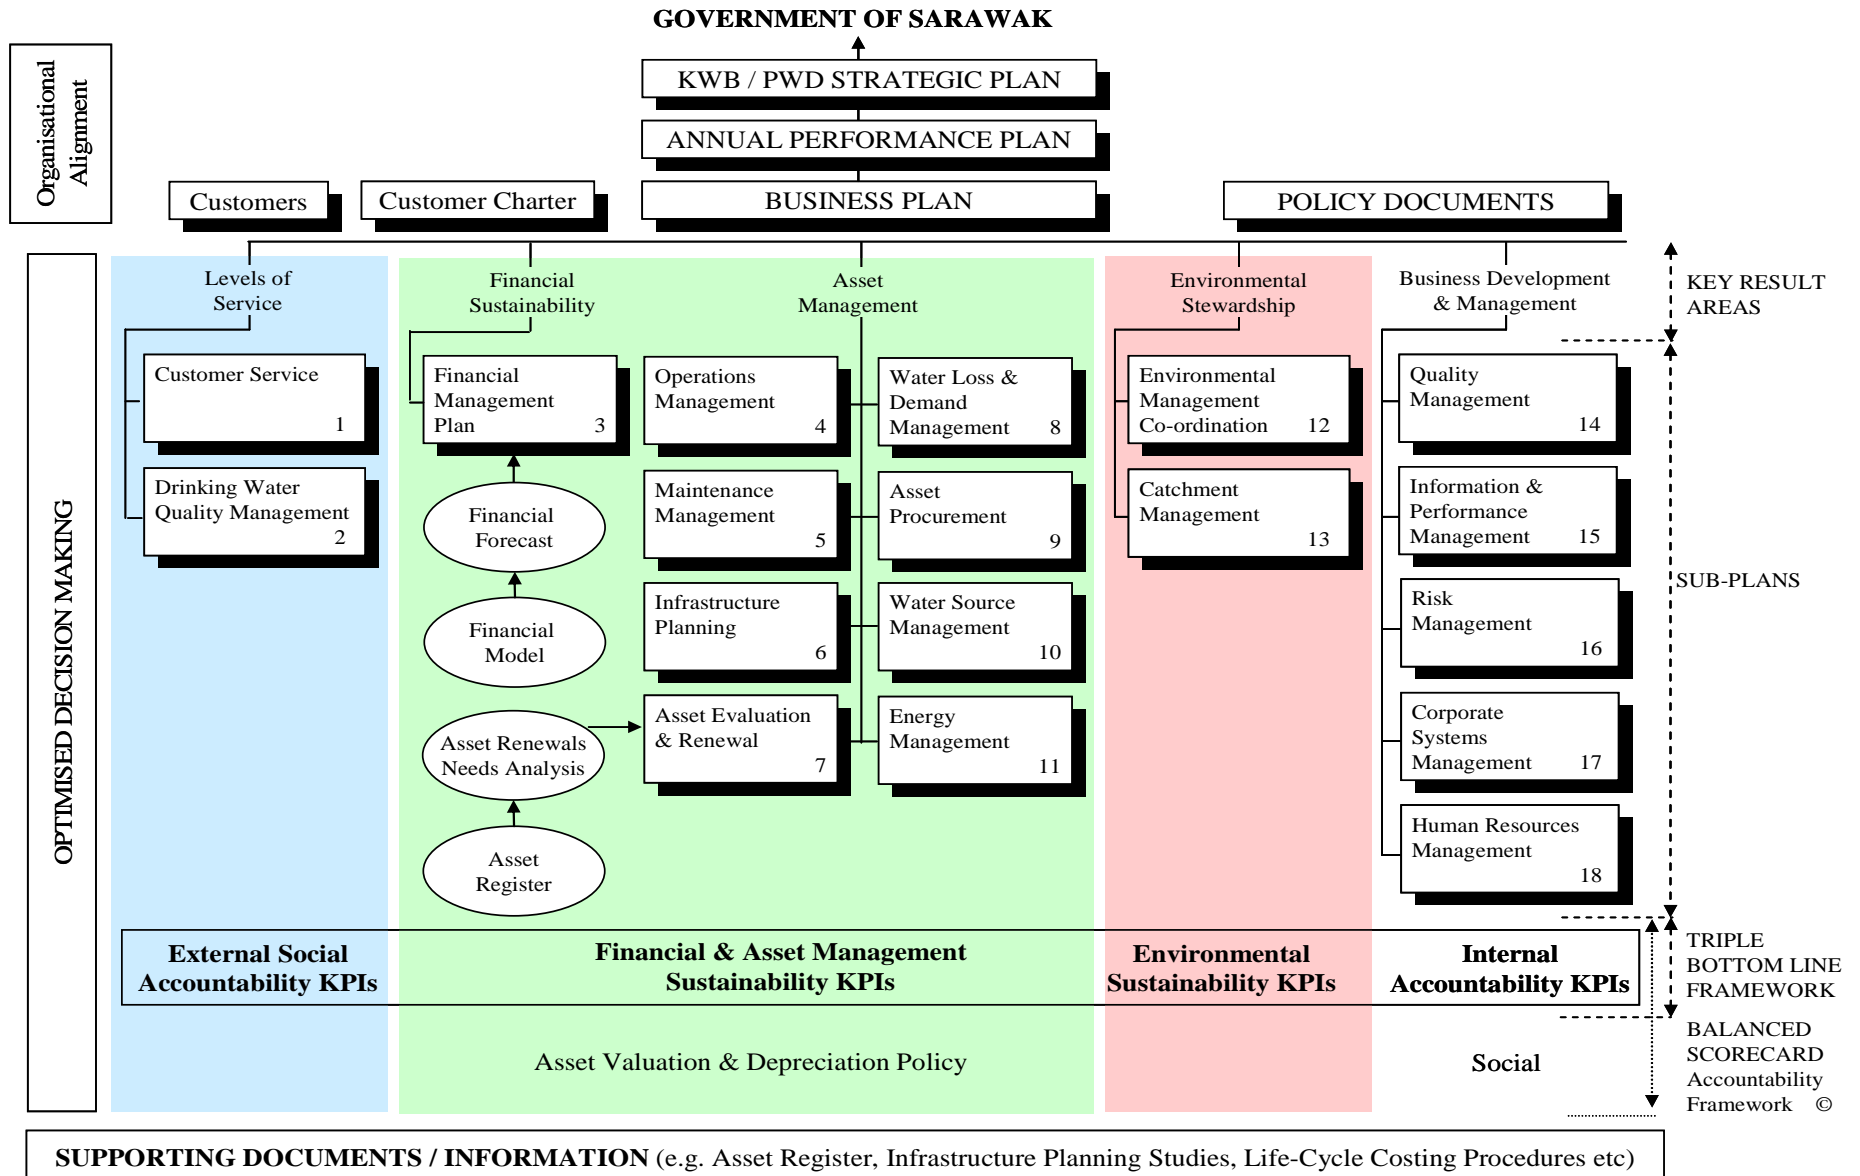 GOVERNMENT OF SARAWAK
Organisational
Alignment
KWB / PWD STRATEGIC PLAN
ANNUAL PERFORMANCE PLAN
Customers
Customer Charter
BUSINESS PLAN
POLICY DOCUMENTS
OPTIMISED DECISION MAKING
Levels of
Service
Financial
Sustainability
Asset
Management
Environmental
Stewardship
Business Development
& Management
KEY RESULT
AREAS
Customer Service
1
Drinking Water
Quality Management
2
Financial
Management
Plan
3
Financial
Forecast
Financial
Model
Asset Renewals
Needs Analysis
Asset
Register
Operations
Management
4
Maintenance
Management
5
Infrastructure
Planning
6
Asset Evaluation
& Renewal
7
Water Loss &
Demand
Management 8
Asset
Procurement
9
Water Source
Management
10
Energy
Management
11
Environmental
Management
Co-ordination 12
Catchment
Management
13
Quality
Management
14
Information &
Performance
Management 15
Risk
Management
16
Corporate
Systems
Management 17
Human Resources
Management
18
SUB-PLANS
External Social
Accountability KPIs
Financial & Asset Management
Sustainability KPIs
Environmental
Sustainability KPIs
Internal
Accountability KPIs
TRIPLE
BOTTOM LINE
FRAMEWORK
Asset Valuation & Depreciation Policy
Social
BALANCED
SCORECARD
Accountability
Framework ©
SUPPORTING DOCUMENTS / INFORMATION (e.g. Asset Register, Infrastructure Planning Studies, Life-Cycle Costing Procedures etc)